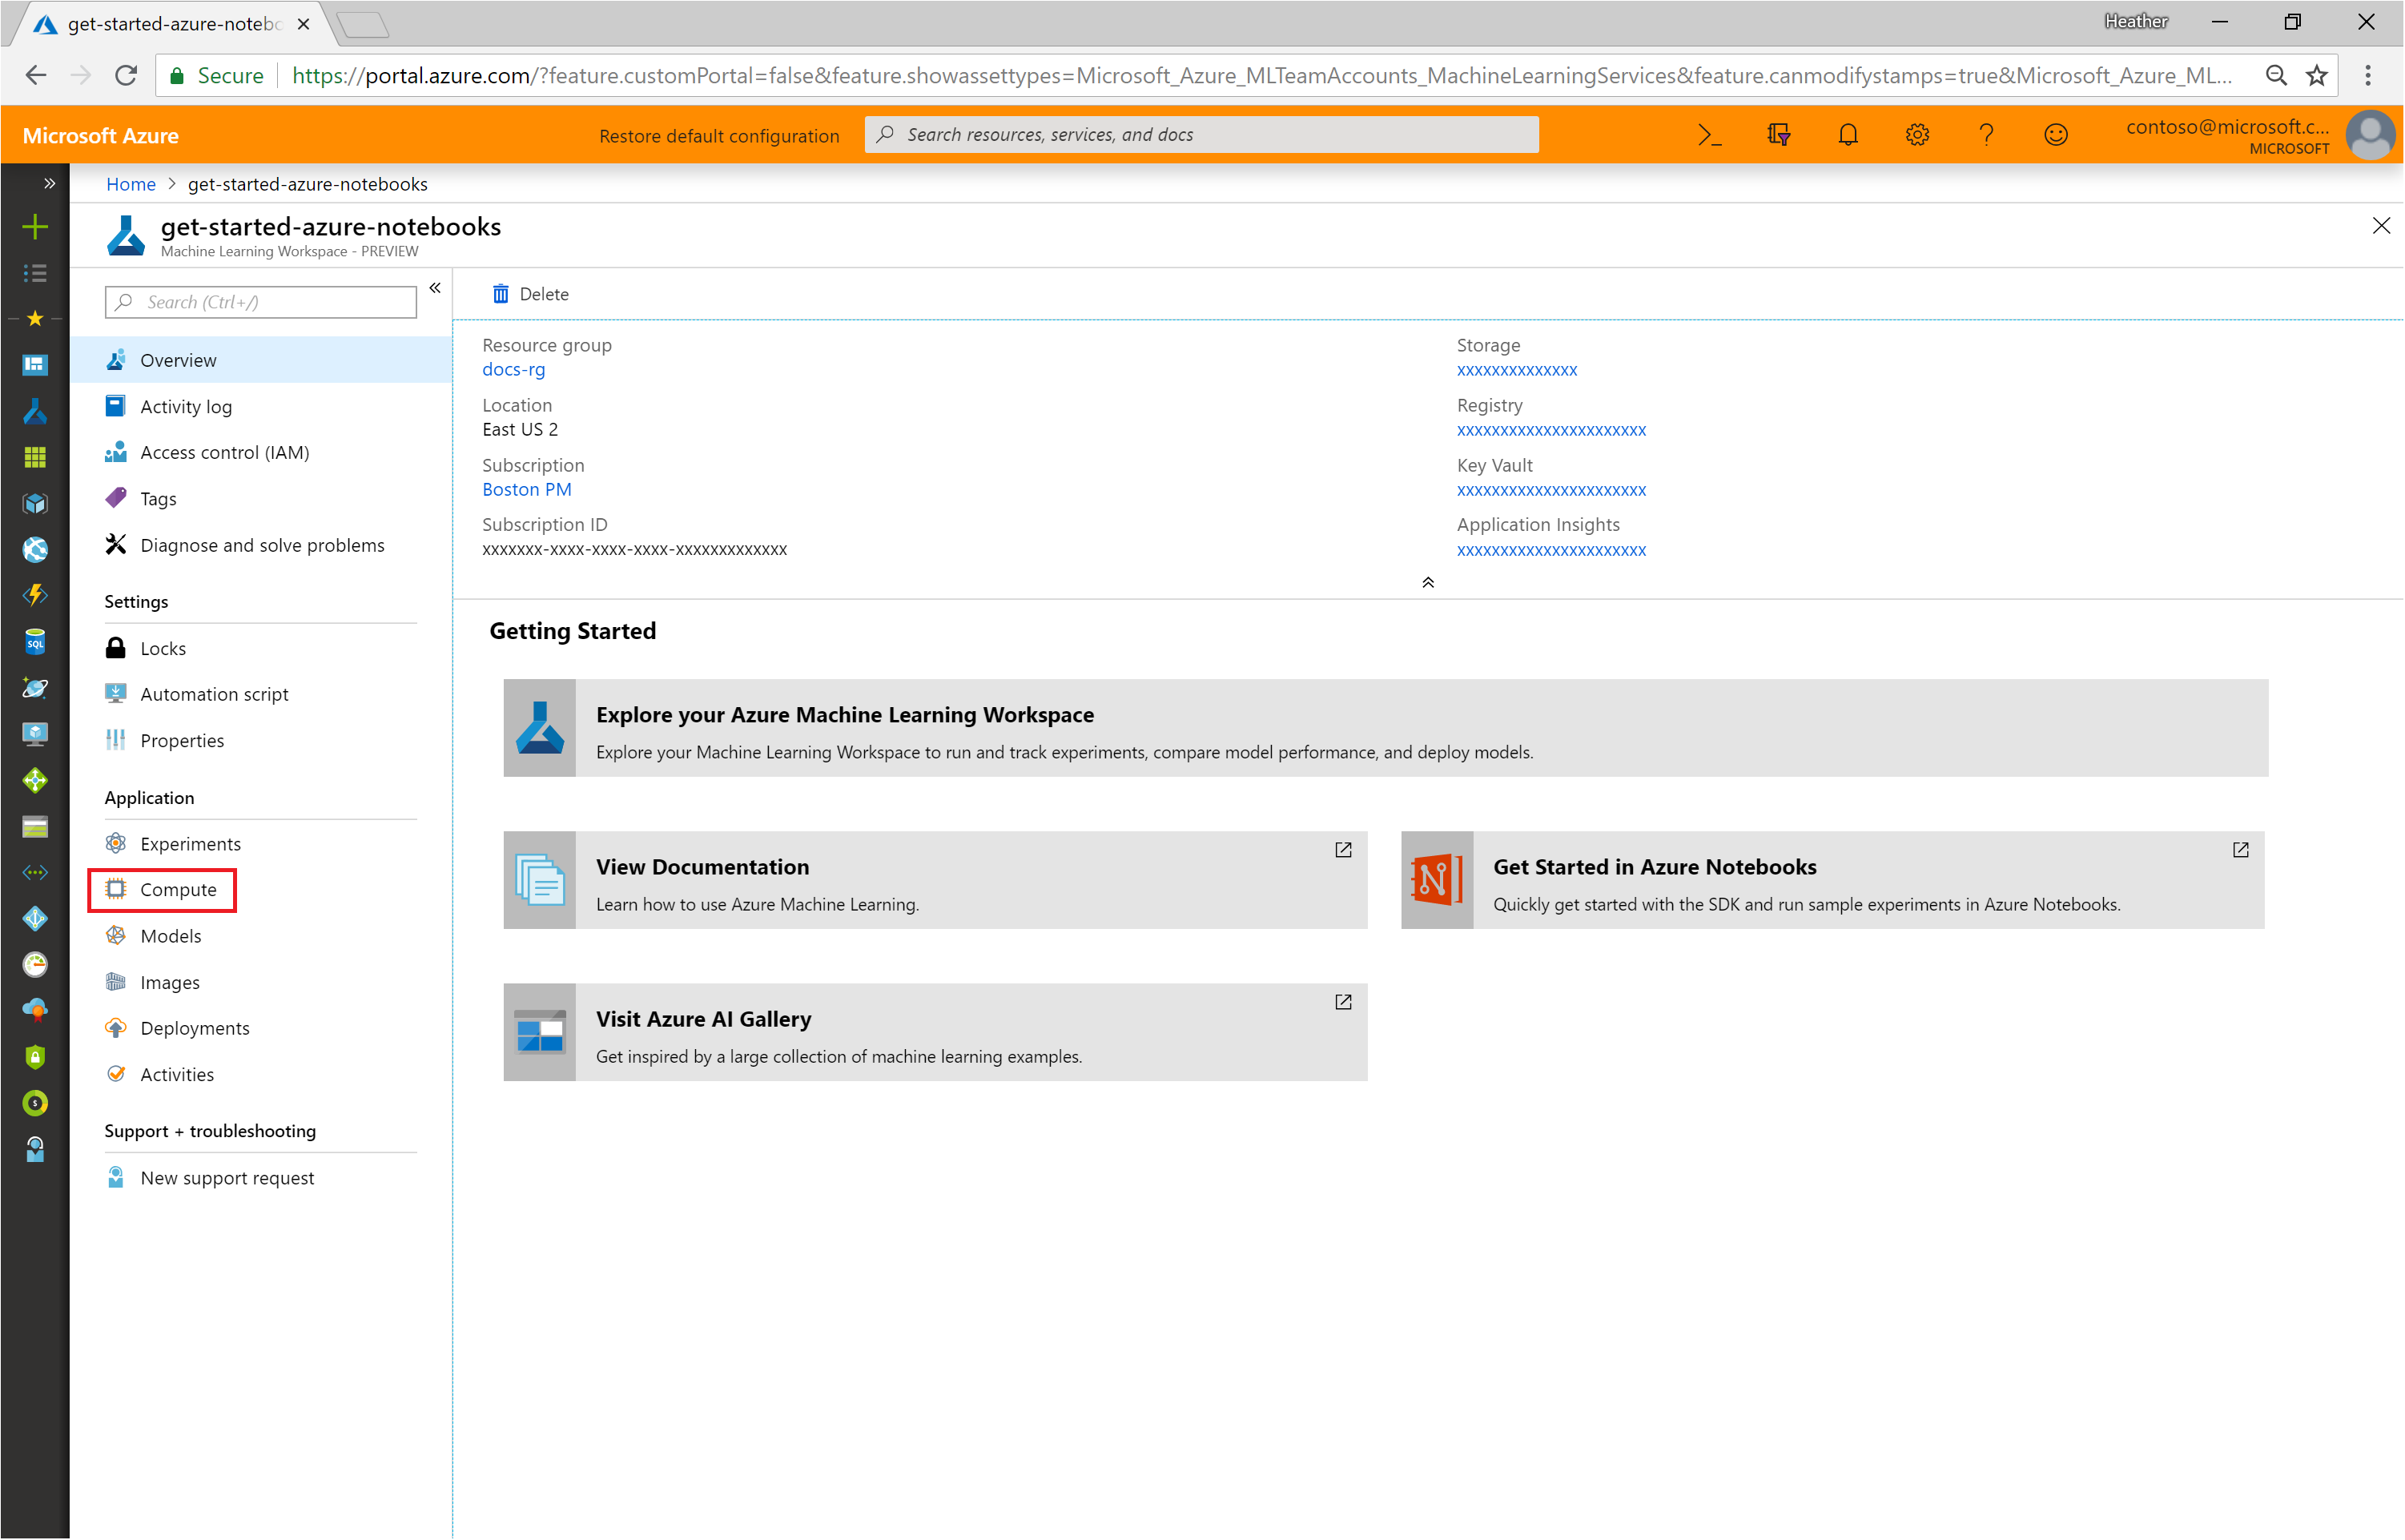 get-started-azure-notebo
Heather
Secure
https://portal.azure.com/?feature.customPortal=false&feature.showassettypes=Microsoft_Azure_MLTeamAccounts_MachineLearningServices&feature.canmodifystamps=true&Microsoft_Azure_ML...
Microsoft Azure
Restore default configuration
Search resources, services, and docs
contoso@microsoft.c...
MICROSOFT
Home > get-started-azure-notebooks
get-started-azure-notebooks
Machine Learning Workspace - PREVIEW
Search (Ctrl+/)
Overview
Activity log
Access control (IAM)
Tags
Diagnose and solve problems
Settings
Locks
Automation script
Properties
Application
Experiments
Compute
Models
Images
Deployments
Activities
Support + troubleshooting
New support request
Delete
Resource group
docs-rg
Location
East US 2
Subscription
Boston PM
Subscription ID
xxxxxxx-xxxx-xxxx-xxxx-xxxxxxxxxxxxx
Storage
xxxxxxxxxxxxxx
Registry
xxxxxxxxxxxxxxxxxxxxxx
Key Vault
xxxxxxxxxxxxxxxxxxxxxx
Application Insights
xxxxxxxxxxxxxxxxxxxxxx
Getting Started
Explore your Azure Machine Learning Workspace
Explore your Machine Learning Workspace to run and track experiments, compare model performance, and deploy models.
View Documentation
Learn how to use Azure Machine Learning.
Get Started in Azure Notebooks
Quickly get started with the SDK and run sample experiments in Azure Notebooks.
Visit Azure AI Gallery
Get inspired by a large collection of machine learning examples.
SQL